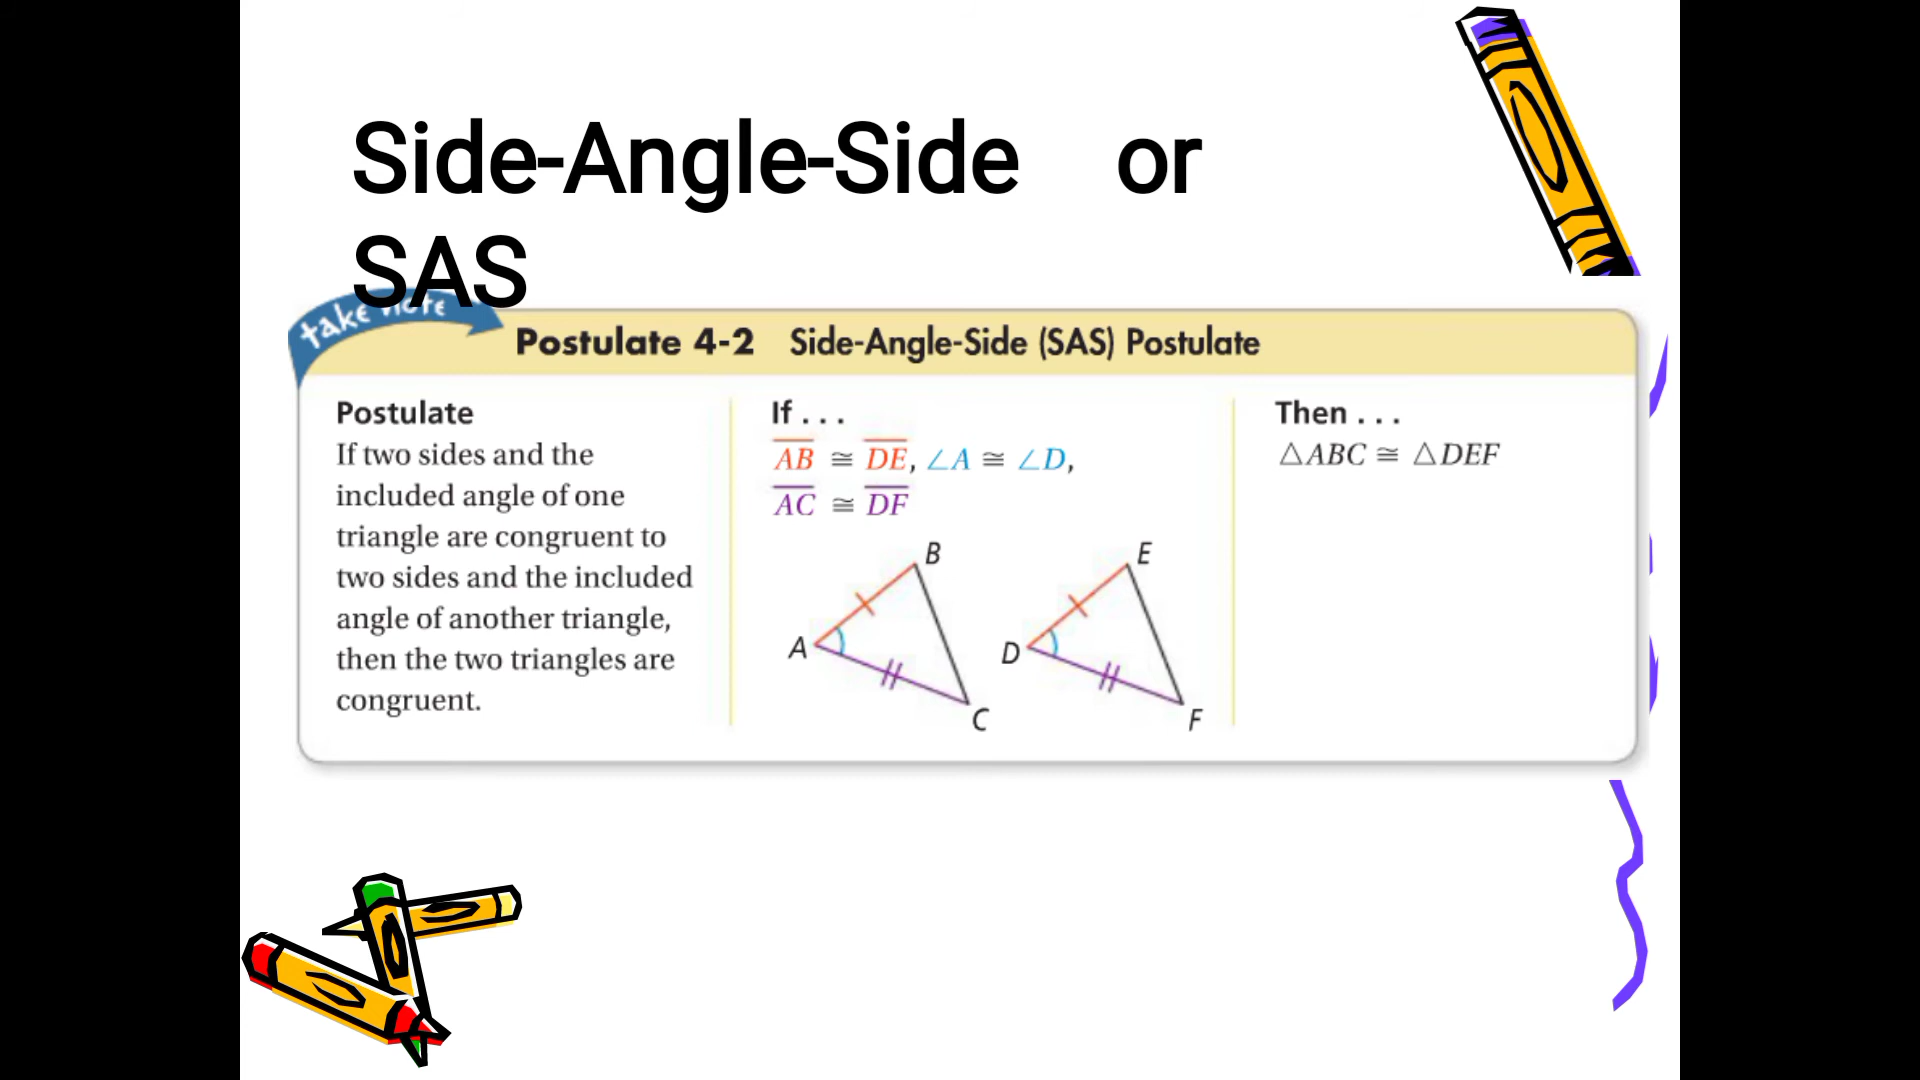 Side-Angle-Side or
SAS
take note
Postulate 4-2 Side-Angle-Side (SAS) Postulate
Postulate
If two sides and the
included angle of one
triangle are congruent to
two sides and the included
angle of another triangle,
then the two triangles are
congruent.
If . . .
AB ≅ DE, ∠A ≅ ∠D,
AC ≅ DF
B
A
C
E
D
F
Then . . .
△ABC ≅ △DEF